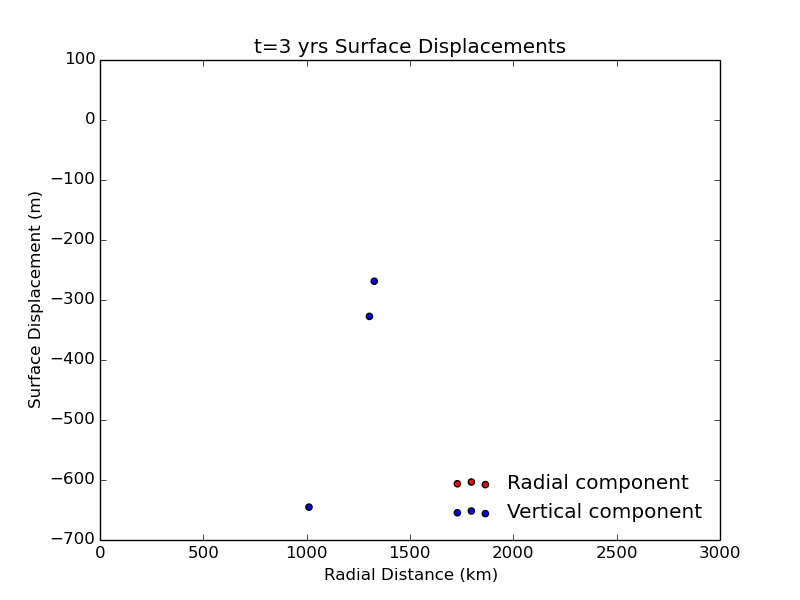 t=3 yrs Surface Displacements
100
0
−100
−200
−300
−400
−500
−600
−700
Surface Displacement (m)
Radial component
Vertical component
0 500 1000 1500 2000 2500 3000
Radial Distance (km)